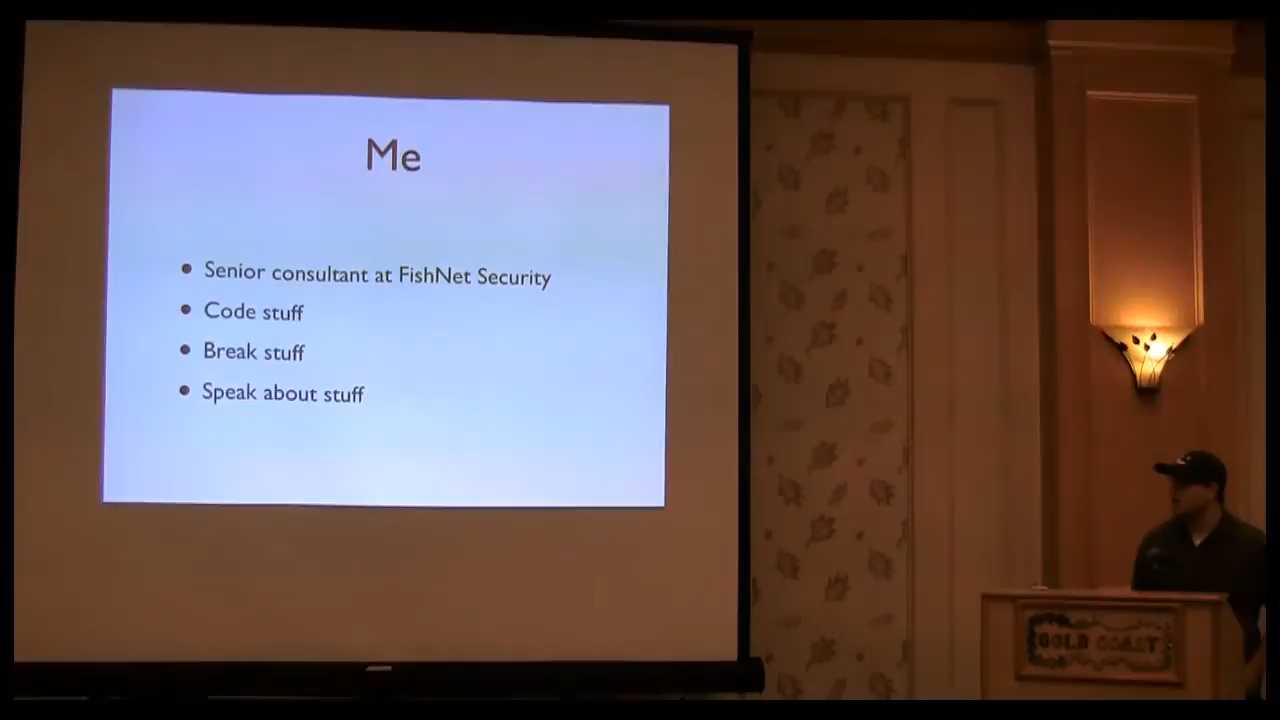 Me
• Senior consultant at FishNet Security
• Code stuff
• Break stuff
• Speak about stuff
GOLD COAST